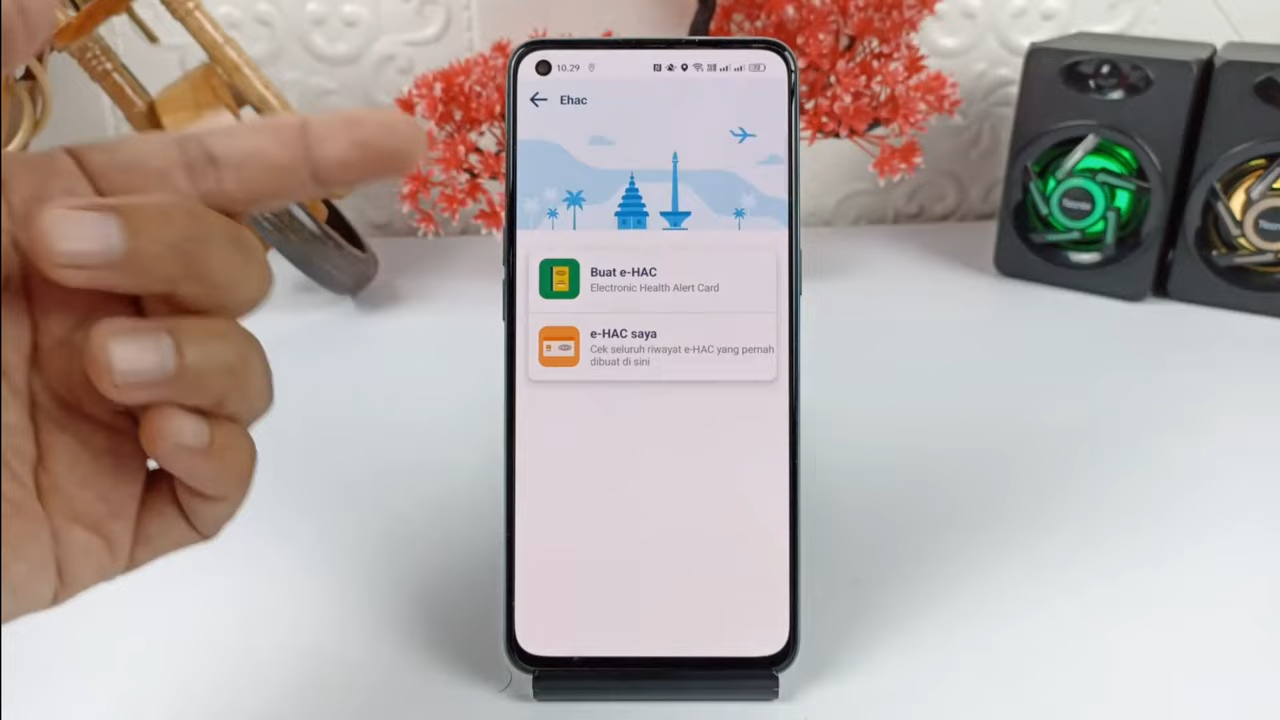 10.29
Ehac
Buat e-HAC
Electronic Health Alert Card
e-HAC saya
Cek seluruh riwayat e-HAC yang pernah
dibuat di sini